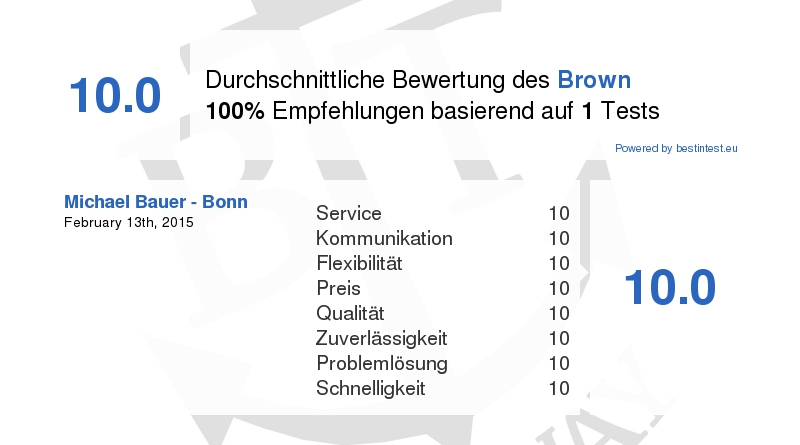 10.0
Durchschnittliche Bewertung des Brown
100% Empfehlungen basierend auf 1 Tests
Powered by bestintest.eu
Michael Bauer - Bonn
February 13th, 2015
Service 10
Kommunikation 10
Flexibilität 10
Preis 10
Qualität 10
Zuverlässigkeit 10
Problemlösung 10
Schnelligkeit 10
10.0